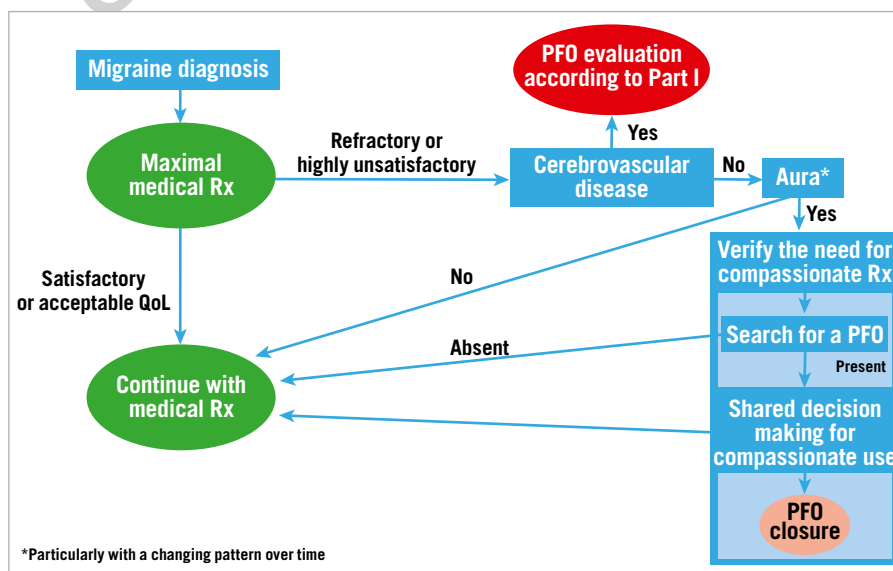 Migraine diagnosis
PFO evaluation
according to Part I
Maximal
medical Rx
Refractory or
highly unsatisfactory
Yes
Cerebrovascular
disease
No
Aura*
Yes
Satisfactory
or acceptable QoL
No
Verify the need for
compassionate Rx
Search for a PFO
Absent
Present
Continue with
medical Rx
Shared decision
making for
compassionate use
PFO
closure
*Particularly with a changing pattern over time